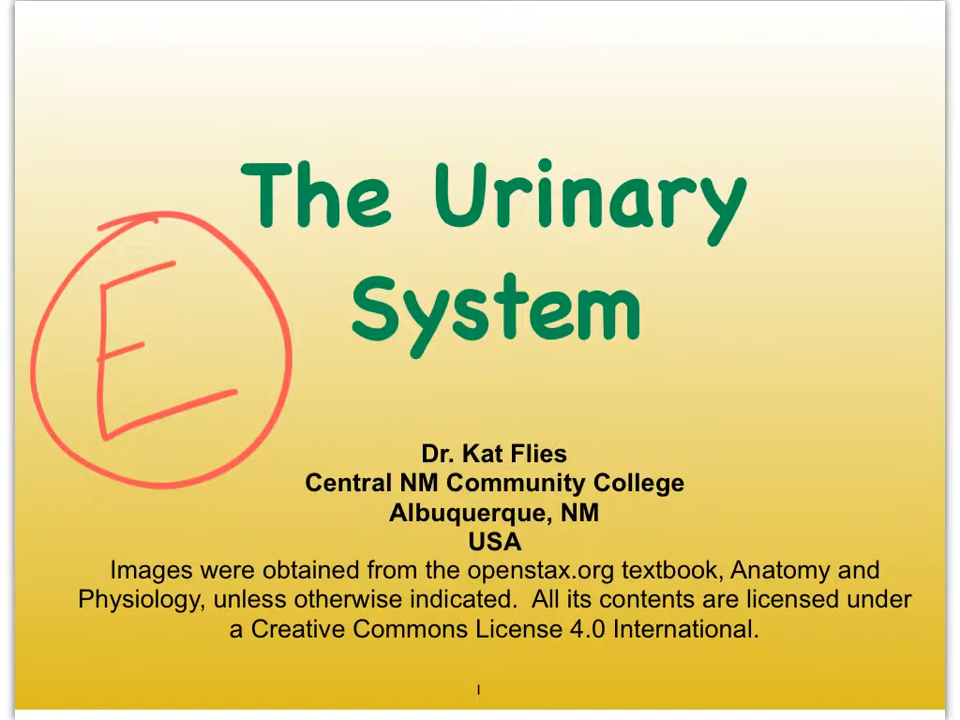 The Urinary
System
E
Dr. Kat Flies
Central NM Community College
Albuquerque, NM
USA
Images were obtained from the openstax.org textbook, Anatomy and
Physiology, unless otherwise indicated.  All its contents are licensed under
a Creative Commons License 4.0 International.
1